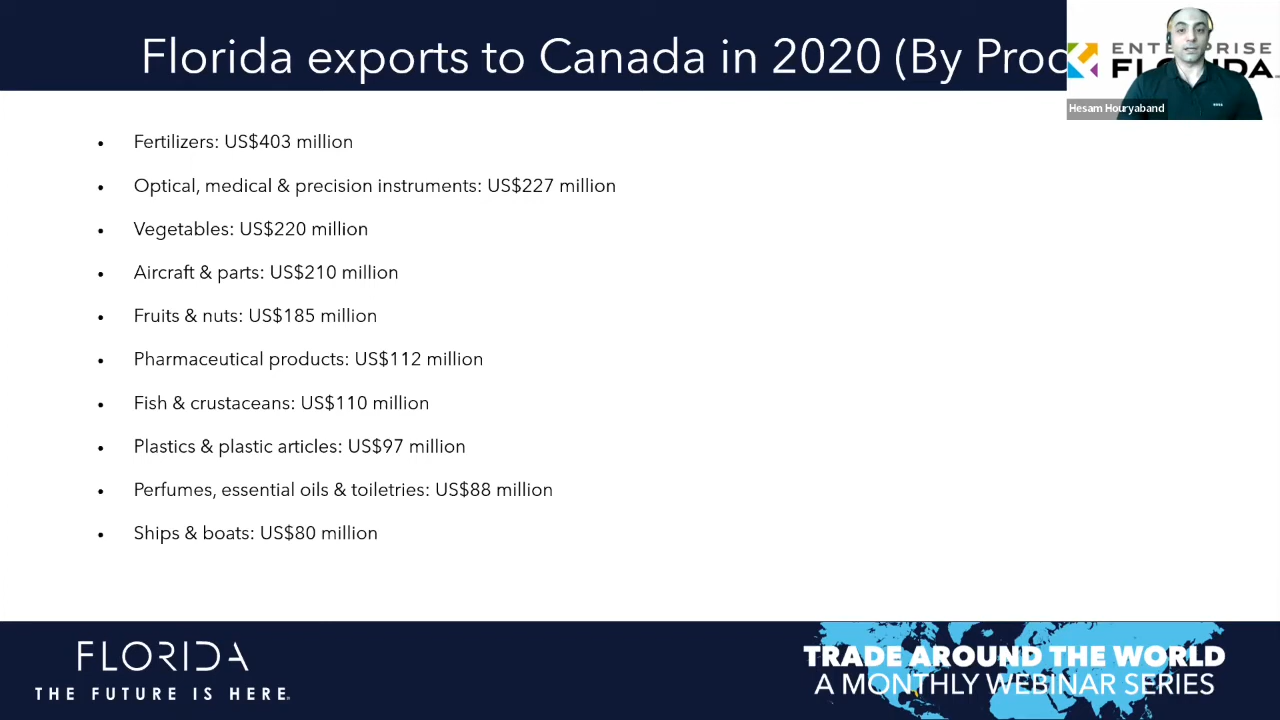 Florida exports to Canada in 2020 (By Proc
ENTERPRISE
FLORIDA
Hesam Houryaband
• Fertilizers: US$403 million
• Optical, medical & precision instruments: US$227 million
• Vegetables: US$220 million
• Aircraft & parts: US$210 million
• Fruits & nuts: US$185 million
• Pharmaceutical products: US$112 million
• Fish & crustaceans: US$110 million
• Plastics & plastic articles: US$97 million
• Perfumes, essential oils & toiletries: US$88 million
• Ships & boats: US$80 million
FLORIDA
THE FUTURE IS HERE.
TRADE AROUND THE WORLD
A MONTHLY WEBINAR SERIES